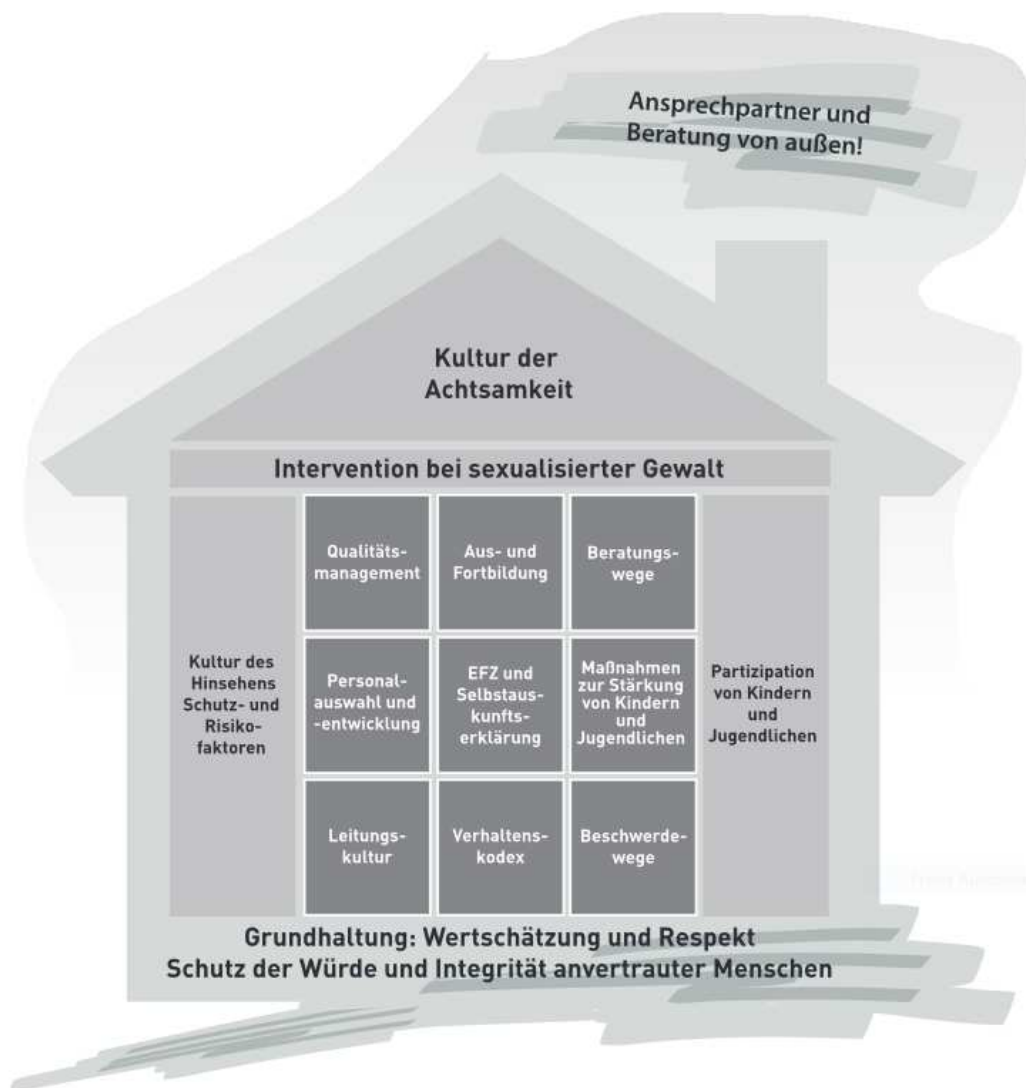 Ansprechpartner und
Beratung von außen!
Kultur der
Achtsamkeit
Intervention bei sexualisierter Gewalt
Kultur des
Hinsehens
Schutz- und
Risiko-
faktoren
Qualitäts-
management
Aus- und
Fortbildung
Beratungs-
wege
Personal-
auswahl und
-entwicklung
EFZ und
Selbstaus-
kunfts-
erklärung
Maßnahmen
zur Stärkung
von Kindern
und
Jugendlichen
Leitungs-
kultur
Verhaltens-
kodex
Beschwerde-
wege
Partizipation
von Kindern
und
Jugendlichen
Grundhaltung: Wertschätzung und Respekt
Schutz der Würde und Integrität anvertrauter Menschen